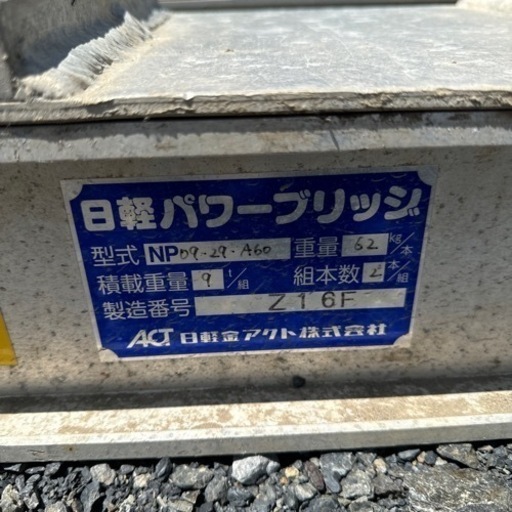 日軽パワーブリッジ
型式 NP09-29-A60 重量 62 kg/本
積載重量 9 t/組 組本数 2 本/組
製造番号 Z16F
ACT 日軽金アクト株式会社